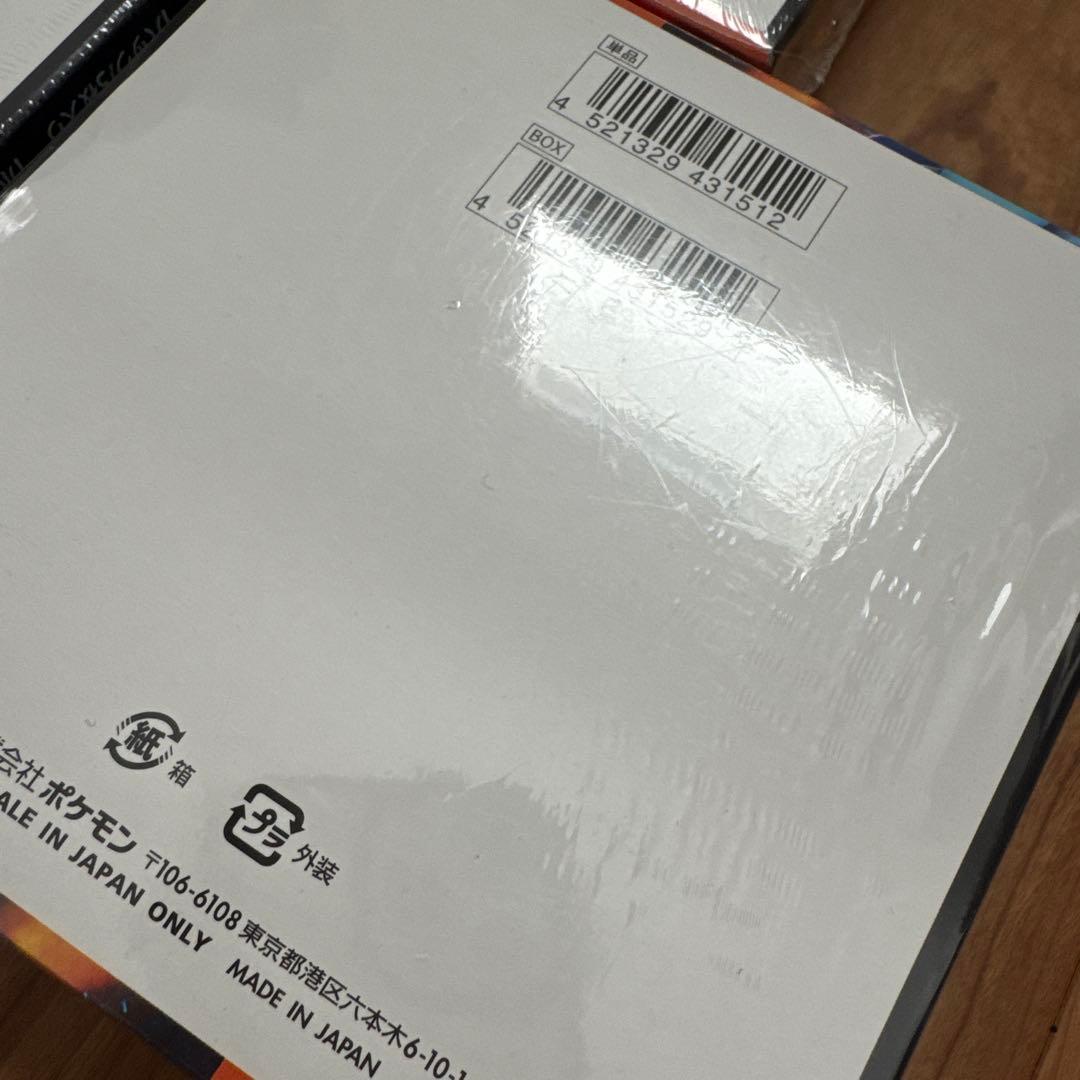 単品
4 521329 431512
BOX
4
紙
箱
プラ
外装
会社ポケモン 〒106-6108 東京都港区六本木6-10-1
ALE IN JAPAN ONLY MADE IN JAPAN